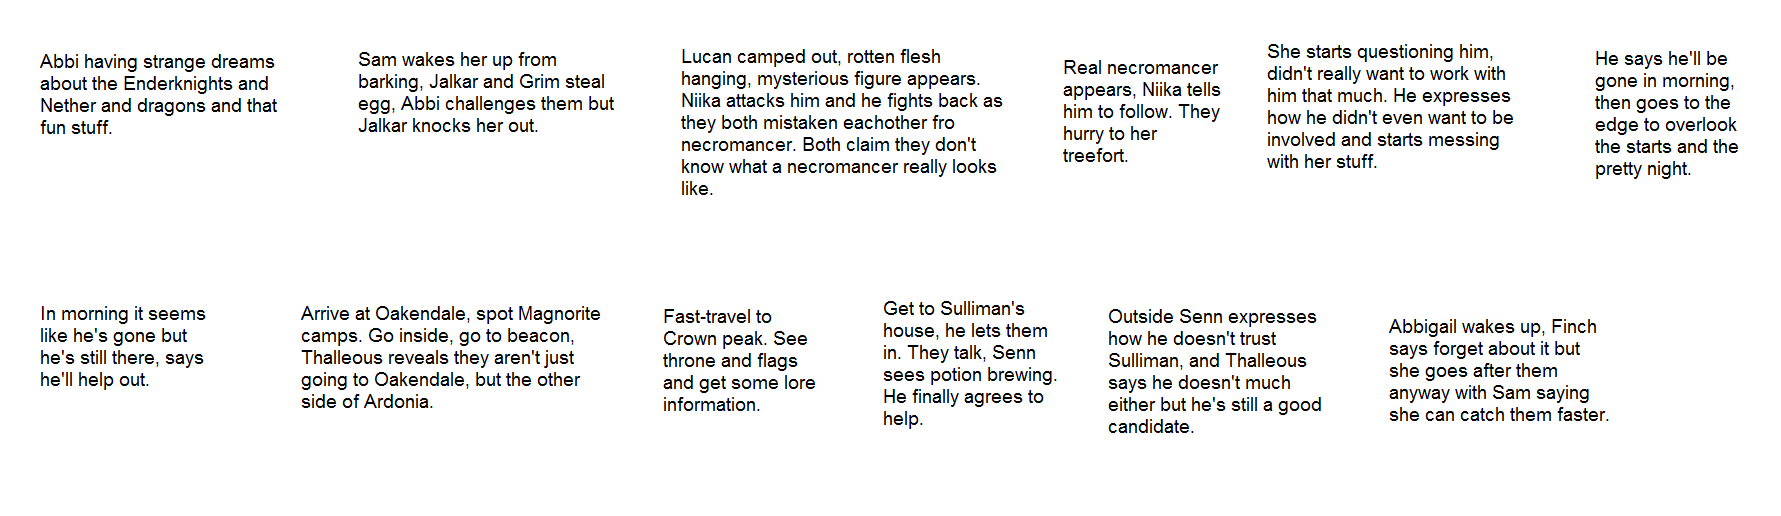 Abbi having strange dreams
about the Enderknights and
Nether and dragons and that
fun stuff.
Sam wakes her up from
barking, Jalkar and Grim steal
egg, Abbi challenges them but
Jalkar knocks her out.
Lucan camped out, rotten flesh
hanging, mysterious figure appears.
Niika attacks him and he fights back as
they both mistaken eachother fro
necromancer. Both claim they don't
know what a necromancer really looks
like.
Real necromancer
appears, Niika tells
him to follow. They
hurry to her
treefort.
She starts questioning him,
didn't really want to work with
him that much. He expresses
how he didn't even want to be
involved and starts messing
with her stuff.
He says he'll be
gone in morning,
then goes to the
edge to overlook
the starts and the
pretty night.
In morning it seems
like he's gone but
he's still there, says
he'll help out.
Arrive at Oakendale, spot Magnorite
camps. Go inside, go to beacon,
Thalleous reveals they aren't just
going to Oakendale, but the other
side of Ardonia.
Fast-travel to
Crown peak. See
throne and flags
and get some lore
information.
Get to Sulliman's
house, he lets them
in. They talk, Senn
sees potion brewing.
He finally agrees to
help.
Outside Senn expresses
how he doesn't trust
Sulliman, and Thalleous
says he doesn't much
either but he's still a good
candidate.
Abbigail wakes up, Finch
says forget about it but
she goes after them
anyway with Sam saying
she can catch them faster.